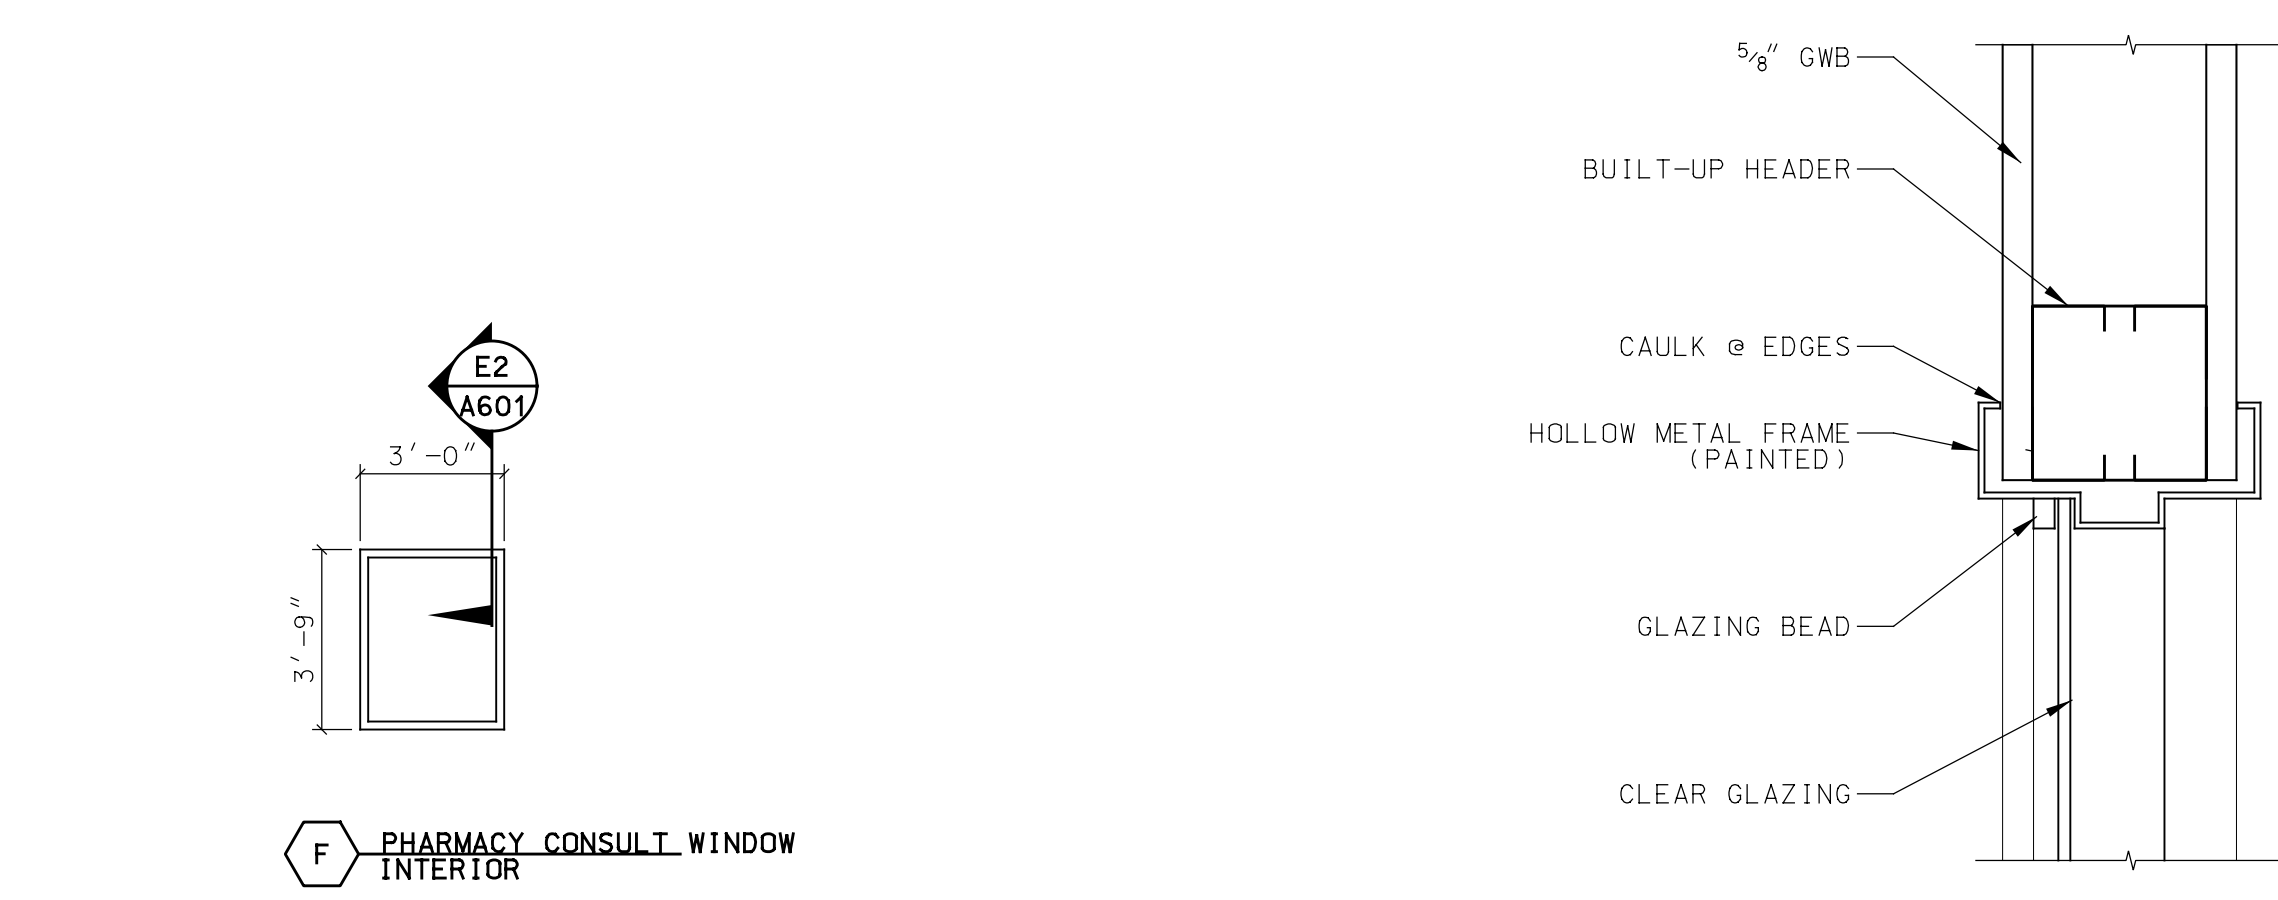 E2
A601
3'-0"
3'-9"
F
PHARMACY CONSULT WINDOW
INTERIOR
5/8" GWB
BUILT-UP HEADER
CAULK @ EDGES
HOLLOW METAL FRAME
(PAINTED)
GLAZING BEAD
CLEAR GLAZING